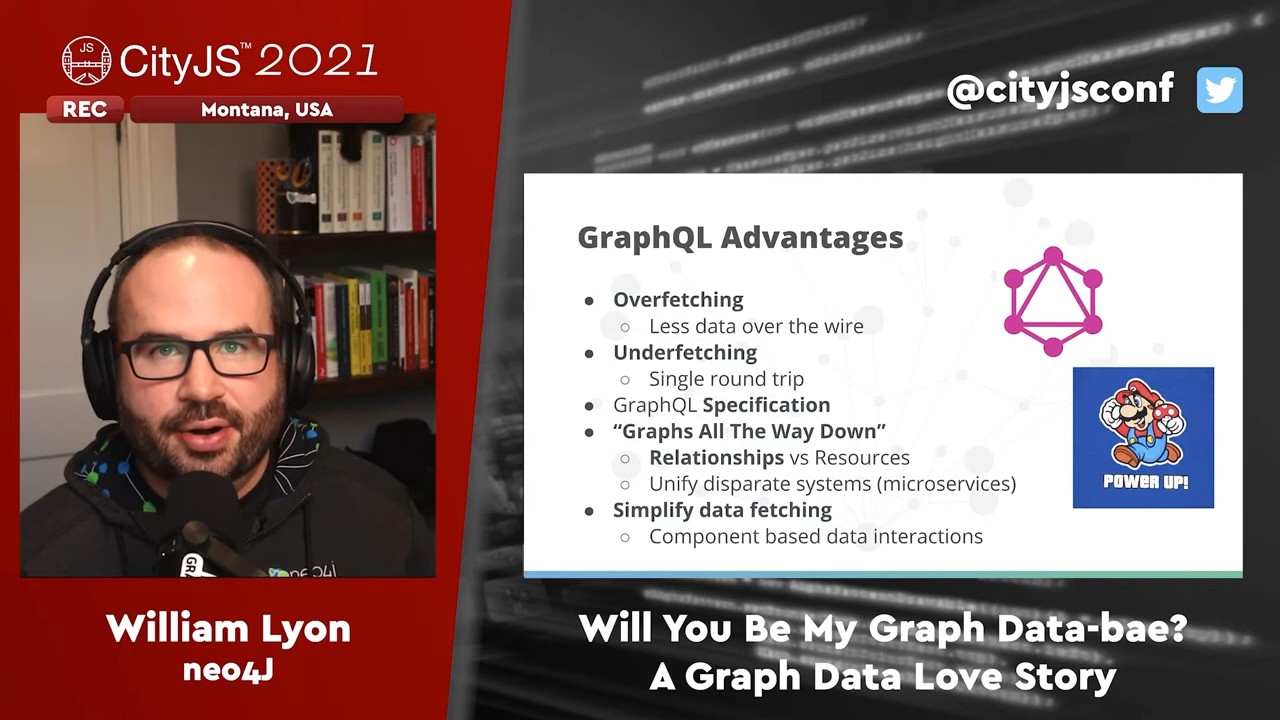 JS
CityJS™ 2021
REC
Montana, USA
@cityjsconf
GraphQL Advantages
● Overfetching
○ Less data over the wire
● Underfetching
○ Single round trip
● GraphQL Specification
● “Graphs All The Way Down”
○ Relationships vs Resources
○ Unify disparate systems (microservices)
● Simplify data fetching
○ Component based data interactions
POWER UP!
neo4j
William Lyon
neo4J
Will You Be My Graph Data-bae?
A Graph Data Love Story